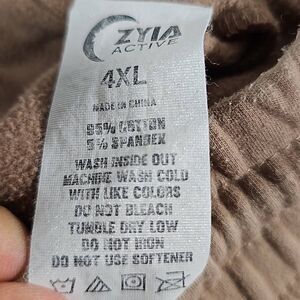 ZYIA
ACTIVE
4XL
MADE IN CHINA
95% COTTON
5% SPANDEX
WASH INSIDE OUT
MACHINE WASH COLD
WITH LIKE COLORS
DO NOT BLEACH
TUMBLE DRY LOW
DO NOT IRON
DO NOT USE SOFTENER